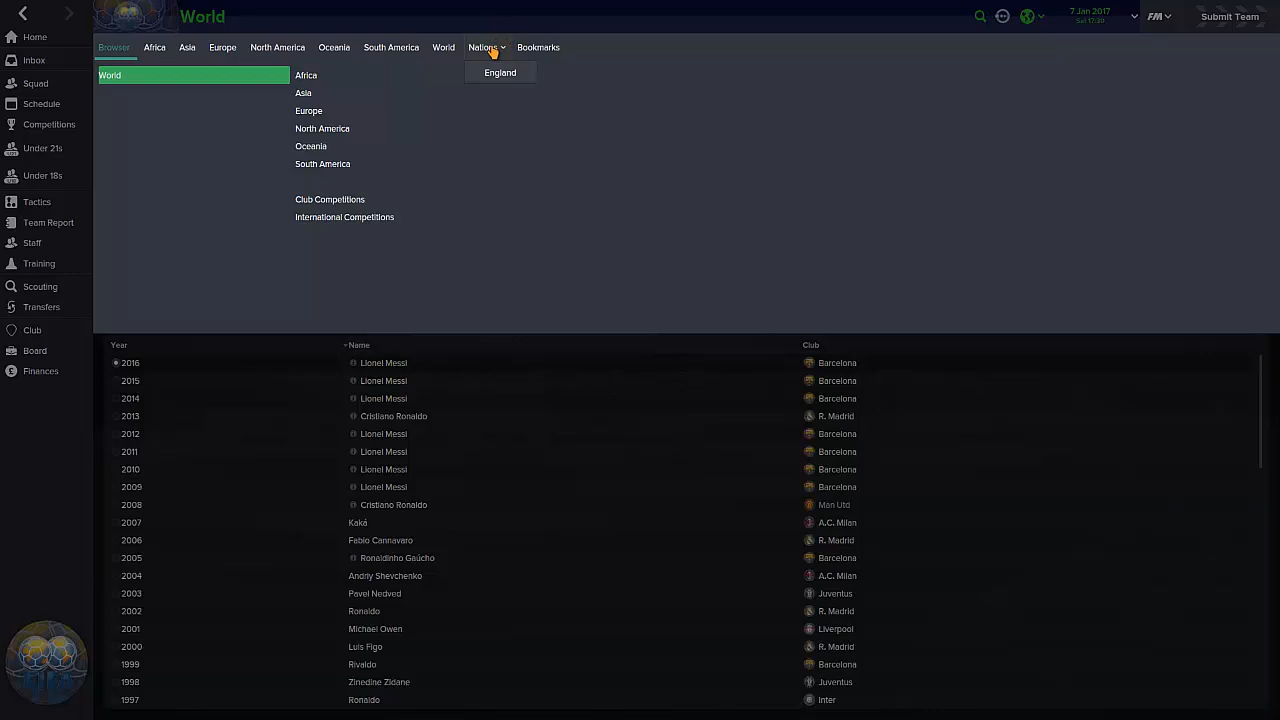 World
7 Jan 2017
Sat 17:30
FM
Submit Team
Home
Inbox
Squad
Schedule
Competitions
Under 21s
Under 18s
Tactics
Team Report
Staff
Training
Scouting
Transfers
Club
Board
Finances
Browser Africa Asia Europe North America Oceania South America World Nations Bookmarks
England
World
Africa
Asia
Europe
North America
Oceania
South America
Club Competitions
International Competitions
Year Name Club
2016 Lionel Messi Barcelona
2015 Lionel Messi Barcelona
2014 Lionel Messi Barcelona
2013 Cristiano Ronaldo R. Madrid
2012 Lionel Messi Barcelona
2011 Lionel Messi Barcelona
2010 Lionel Messi Barcelona
2009 Lionel Messi Barcelona
2008 Cristiano Ronaldo Man Utd
2007 Kaká A.C. Milan
2006 Fabio Cannavaro R. Madrid
2005 Ronaldinho Gaúcho Barcelona
2004 Andriy Shevchenko A.C. Milan
2003 Pavel Nedved Juventus
2002 Ronaldo R. Madrid
2001 Michael Owen Liverpool
2000 Luis Figo R. Madrid
1999 Rivaldo Barcelona
1998 Zinedine Zidane Juventus
1997 Ronaldo Inter